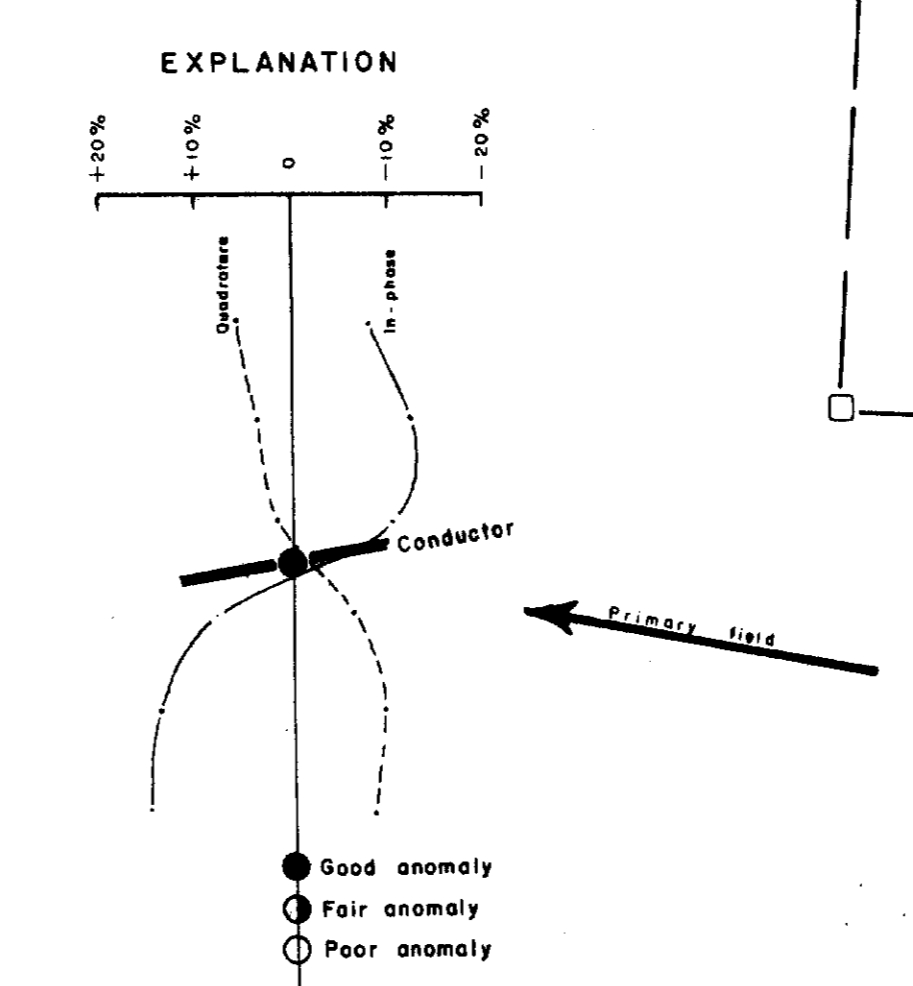 EXPLANATION
+20%
+10%
0
-10%
-20%
Quadrature
In-phase
Conductor
Primary field
Good anomaly
Fair anomaly
Poor anomaly